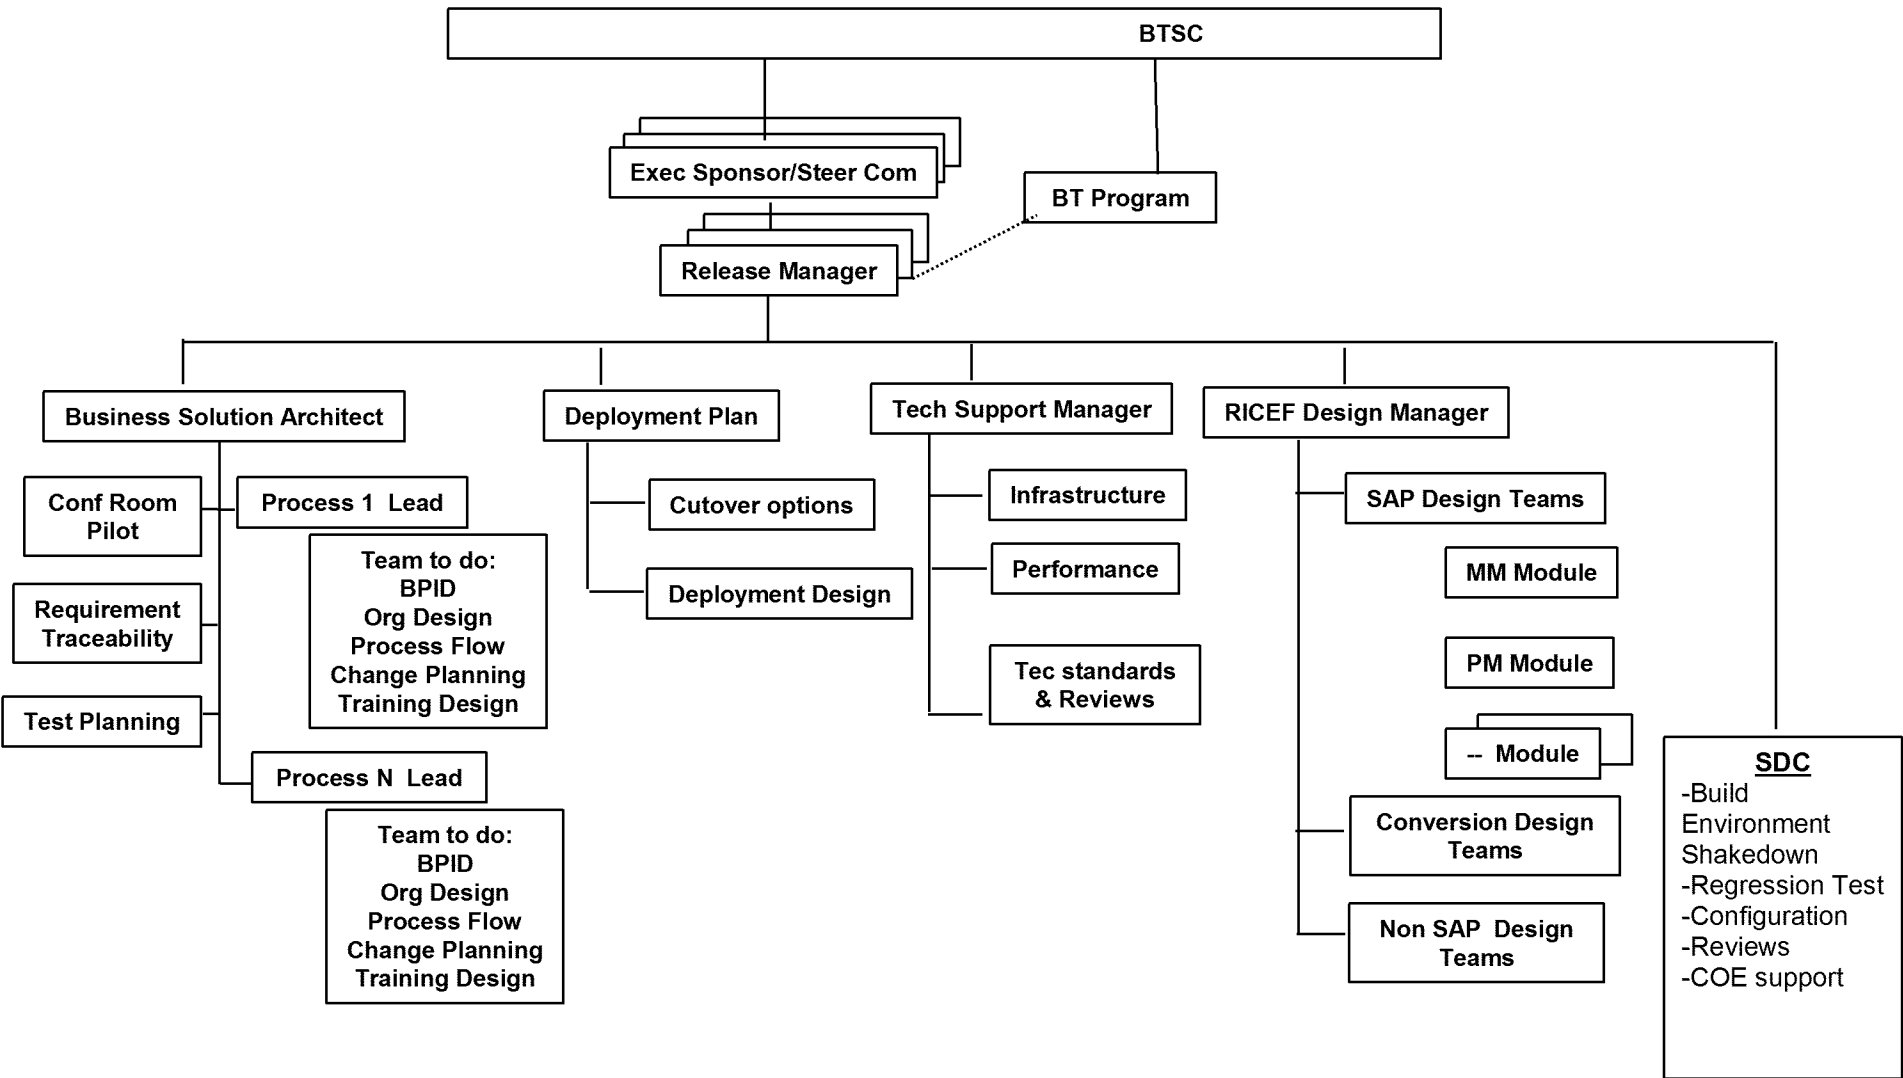 BTSC
Exec Sponsor/Steer Com
BT Program
Release Manager
Business Solution Architect
Conf Room
Pilot
Process 1  Lead
Team to do:
BPID
Org Design
Process Flow
Change Planning
Training Design
Requirement
Traceability
Test Planning
Process N  Lead
Team to do:
BPID
Org Design
Process Flow
Change Planning
Training Design
Deployment Plan
Cutover options
Deployment Design
Tech Support Manager
Infrastructure
Performance
Tec standards
& Reviews
RICEF Design Manager
SAP Design Teams
MM Module
PM Module
--  Module
Conversion Design
Teams
Non SAP  Design
Teams
SDC
-Build
Environment
Shakedown
-Regression Test
-Configuration
-Reviews
-COE support